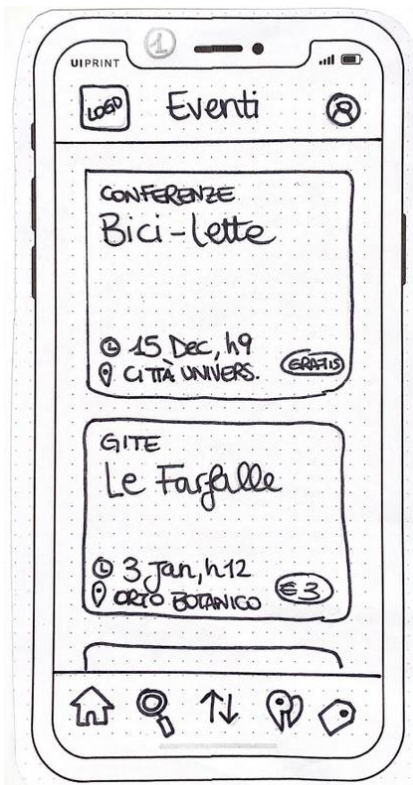 1
UIPRINT
LOGO Eventi
CONFERENZE
Bici-lette
15 Dec, h9
CITTÀ UNIVERS.
GRATIS
GITE
Le Farfalle
3 Jan, h12
ORTO BOTANICO
€3